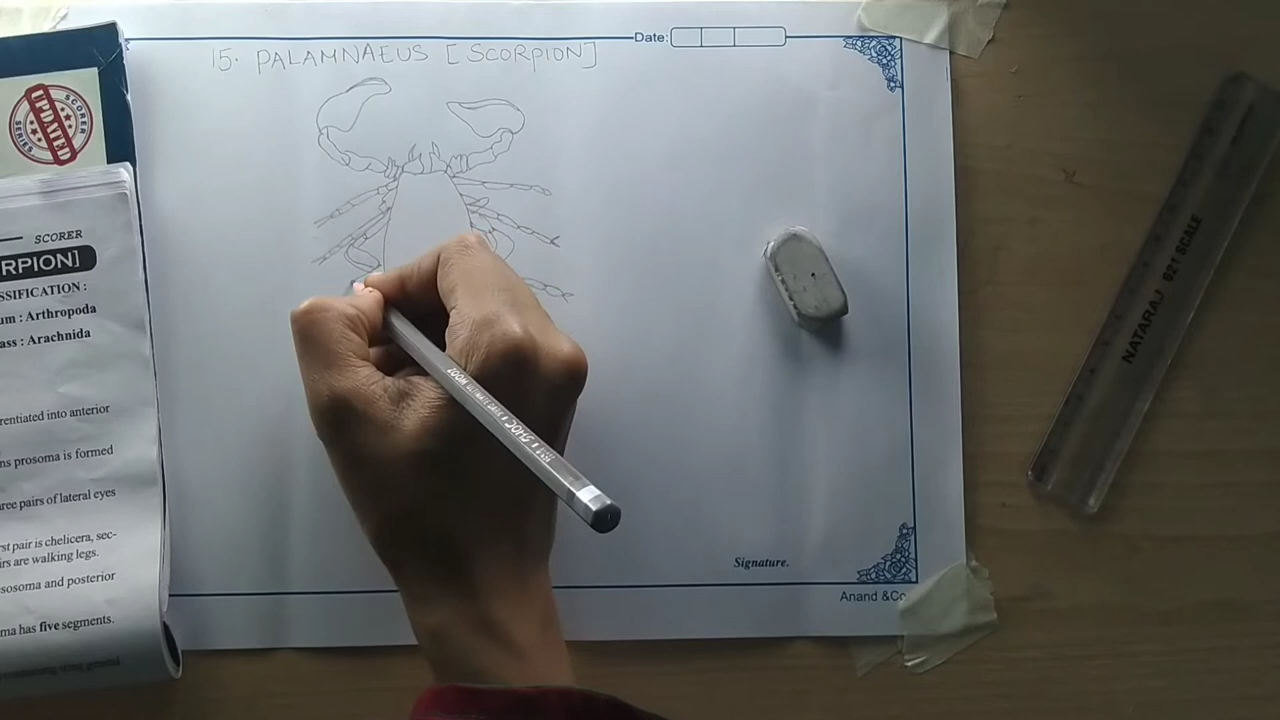 Date:
15. PALAMNAEUS [SCORPION]
UPDATED
SCORER
SERIES
SCORER
RPION]
SSIFICATION :
um : Arthropoda
ass : Arachnida
rentiated into anterior
ns prosoma is formed
ree pairs of lateral eyes
rst pair is chelicera, sec-
irs are walking legs.
sosoma and posterior
ma has five segments.
NATARAJ 621 SCALE
Signature.
Anand &Co